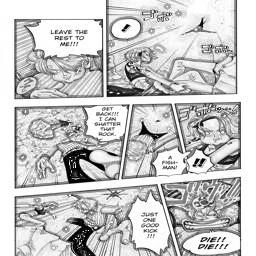 LEAVE THE
REST TO
ME!!!
!!
GET
BACK!!!
I CAN
SHATTER
THAT
ROCK.
A
FISH-
MAN!
!!
JUST
ONE
GOOD
KICK
!!!
DIE!!
DIE!!!